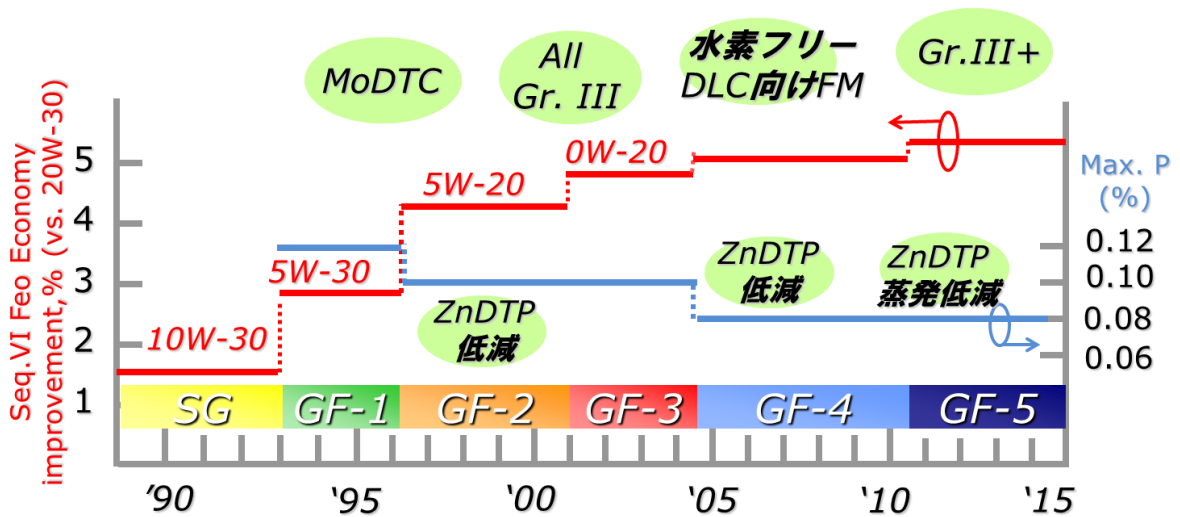 MoDTC
All
Gr. III
水素フリー
DLC向けFM
Gr.III+
Seq.VI Feo Economy
improvement,% (vs. 20W-30)
5
4
3
2
1
10W-30
5W-30
5W-20
0W-20
Max. P
(%)
0.12
0.10
0.08
0.06
ZnDTP
低減
ZnDTP
低減
ZnDTP
蒸発低減
SG GF-1 GF-2 GF-3 GF-4 GF-5
’90 ‘95 ‘00 ‘05 ‘10 ‘15